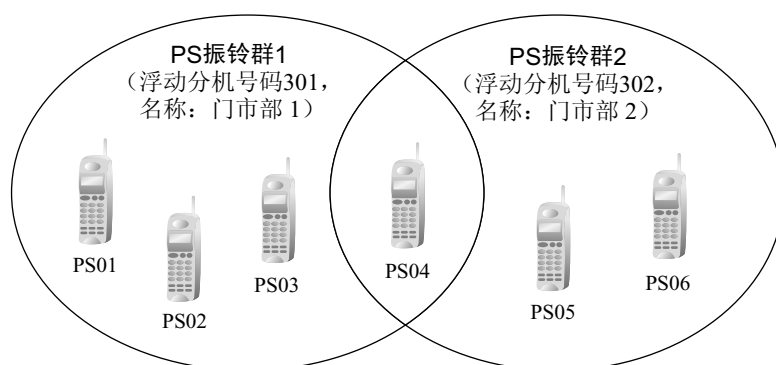 PS振铃群1
（浮动分机号码301，
名称：门市部 1）
PS振铃群2
（浮动分机号码302，
名称：门市部 2）
PS01
PS02
PS03
PS04
PS05
PS06